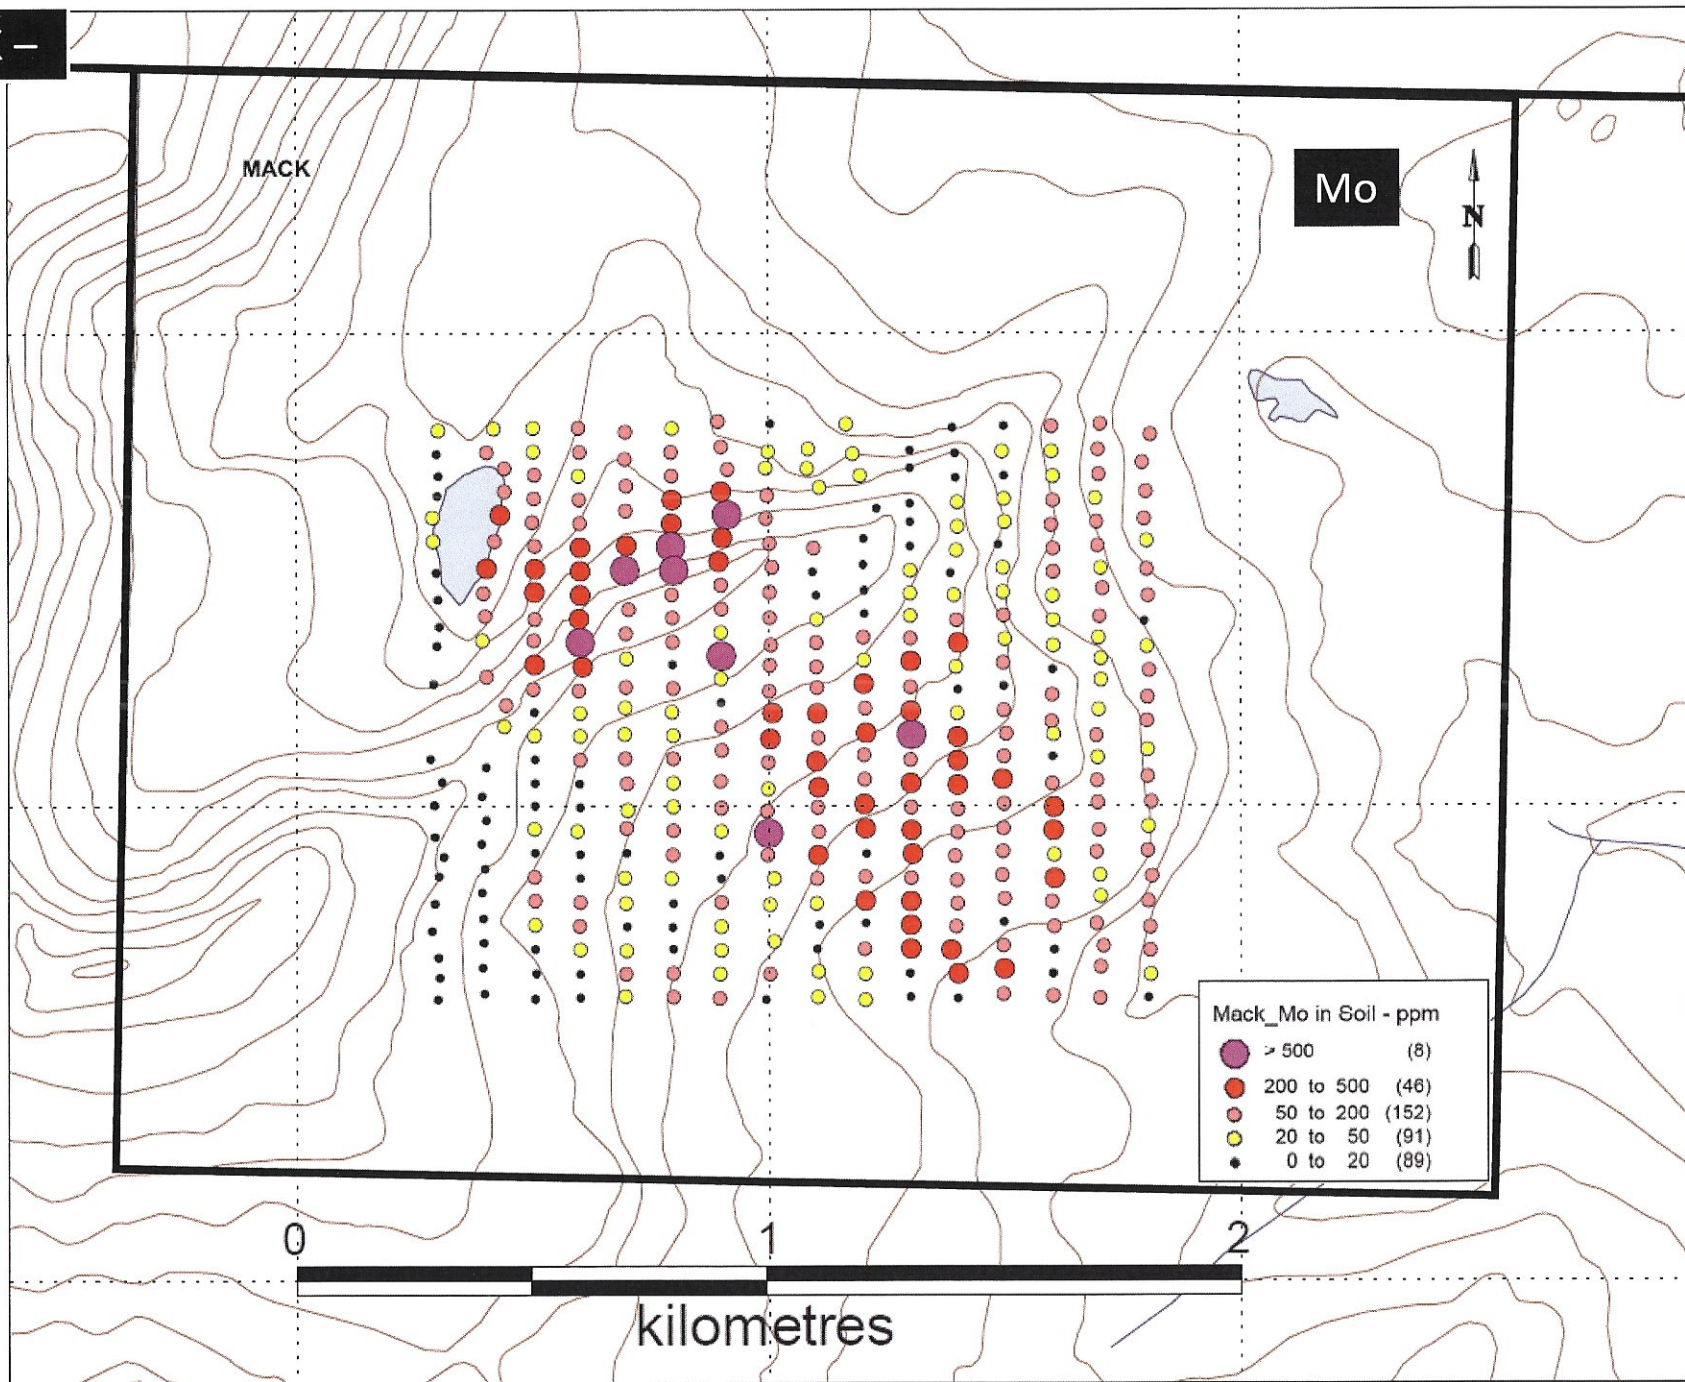 MACK
Mo
N
Mack_Mo in Soil - ppm
> 500 (8)
200 to 500 (46)
50 to 200 (152)
20 to 50 (91)
0 to 20 (89)
0 1 2
kilometres